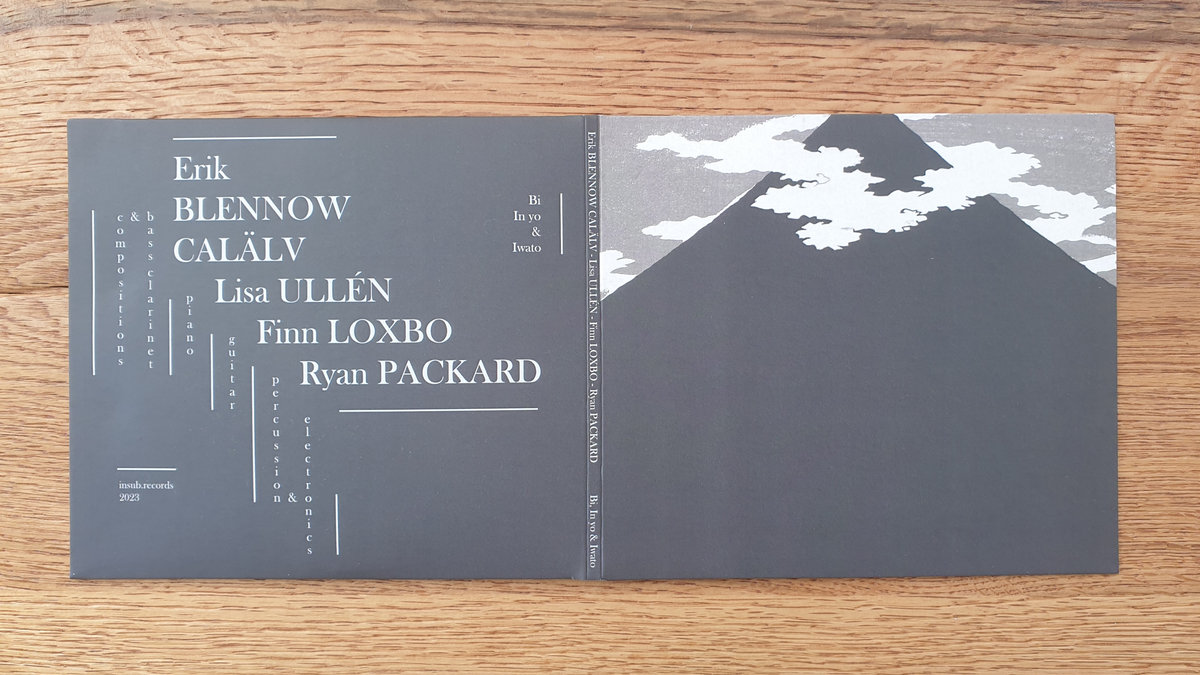 Erik
BLENNOW
CALÄLV
Lisa ULLÉN
Finn LOXBO
Ryan PACKARD
compositions
& bass clarinet
piano
guitar
percussion
& electronics
Bi
In yo
&
Iwato
insub.records
2023
Erik BLENNOW CALÄLV - Lisa ULLÉN - Finn LOXBO - Ryan PACKARD Bi, In yo & Iwato